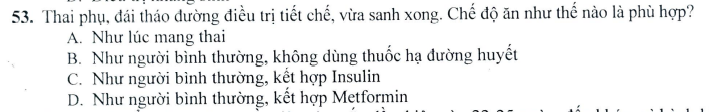 53. Thai phụ, đái tháo đường điều trị tiết chế, vừa sanh xong. Chế độ ăn như thế nào là phù hợp?
A. Như lúc mang thai
B. Như người bình thường, không dùng thuốc hạ đường huyết
C. Như người bình thường, kết hợp Insulin
D. Như người bình thường, kết hợp Metformin